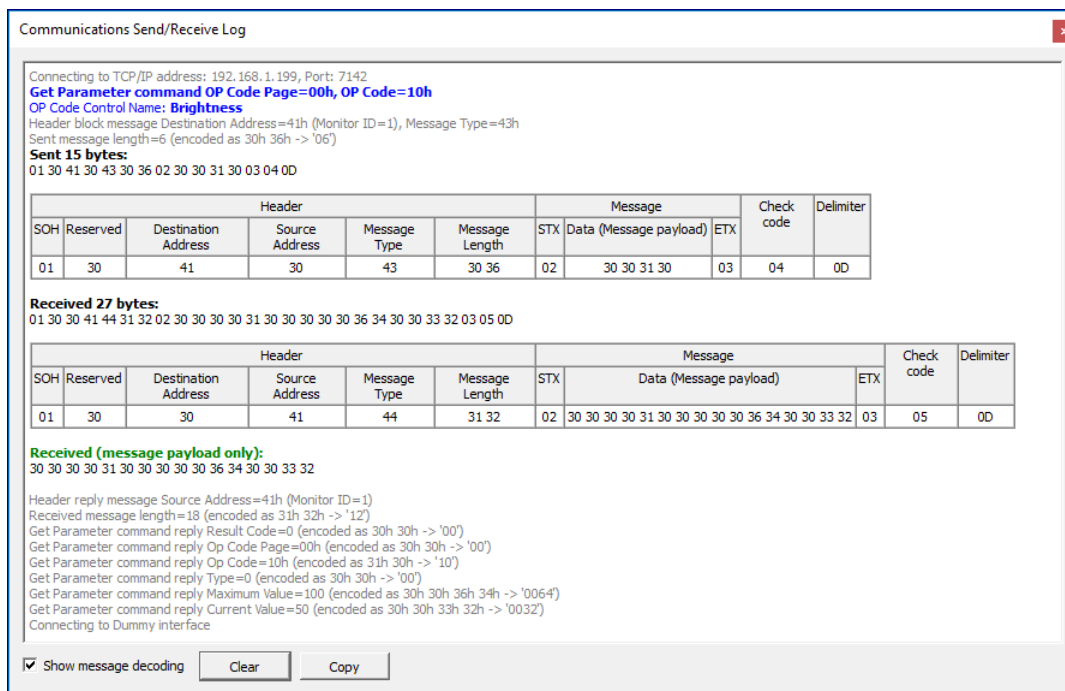 Communications Send/Receive Log
Connecting to TCP/IP address: 192.168.1.199, Port: 7142
Get Parameter command OP Code Page=00h, OP Code=10h
OP Code Control Name: Brightness
Header block message Destination Address=41h (Monitor ID=1), Message Type=43h
Sent message length=6 (encoded as 30h 36h -> '06')
Sent 15 bytes:
01 30 41 30 43 30 36 02 30 30 31 30 03 04 0D
Header Message Check code Delimiter
SOH Reserved Destination Address Source Address Message Type Message Length STX Data (Message payload) ETX
01 30 41 30 43 30 36 02 30 30 31 30 03 04 0D
Received 27 bytes:
01 30 30 41 44 31 32 02 30 30 30 30 31 30 30 30 30 30 36 34 30 30 33 32 03 05 0D
Header Message Check code Delimiter
SOH Reserved Destination Address Source Address Message Type Message Length STX Data (Message payload) ETX
01 30 30 41 44 31 32 02 30 30 30 30 31 30 30 30 30 30 36 34 30 30 33 32 03 05 0D
Received (message payload only):
30 30 30 30 31 30 30 30 30 30 36 34 30 30 33 32
Header reply message Source Address=41h (Monitor ID=1)
Received message length=18 (encoded as 31h 32h -> '12')
Get Parameter command reply Result Code=0 (encoded as 30h 30h -> '00')
Get Parameter command reply Op Code Page=00h (encoded as 30h 30h -> '00')
Get Parameter command reply Op Code=10h (encoded as 31h 30h -> '10')
Get Parameter command reply Type=0 (encoded as 30h 30h -> '00')
Get Parameter command reply Maximum Value=100 (encoded as 30h 30h 36h 34h -> '0064')
Get Parameter command reply Current Value=50 (encoded as 30h 30h 33h 32h -> '0032')
Connecting to Dummy interface
Show message decoding Clear Copy